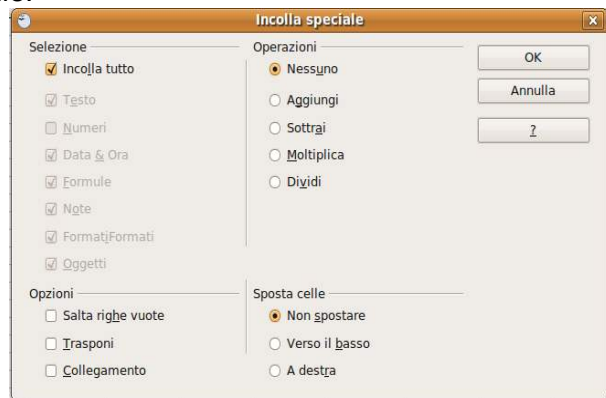 Incolla speciale
Selezione
Incolla tutto
Testo
Numeri
Data & Ora
Formule
Note
FormatiFormati
Oggetti
Operazioni
Nessuno
Aggiungi
Sottrai
Moltiplica
Dividi
OK
Annulla
?
Opzioni
Salta righe vuote
Trasponi
Collegamento
Sposta celle
Non spostare
Verso il basso
A destra